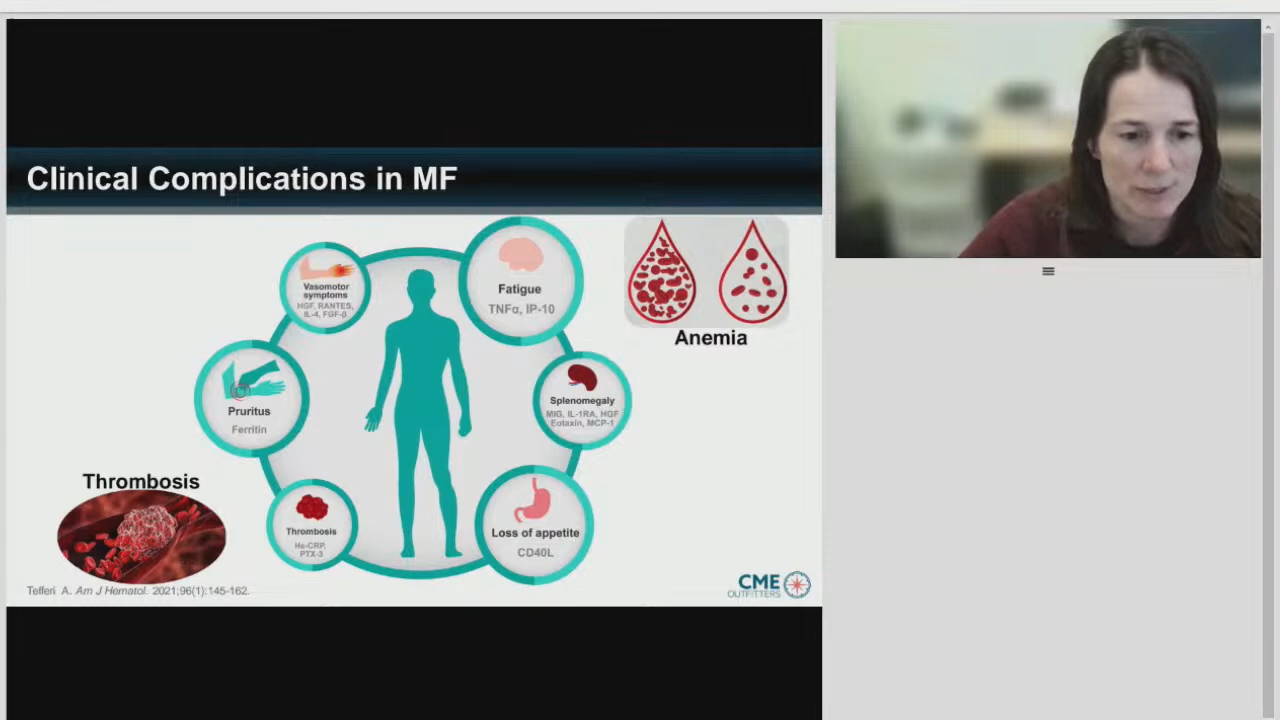 Clinical Complications in MF
Vasomotor
symptoms
HGF, RANTES,
IL-4, FGF-β
Fatigue
TNFα, IP-10
Anemia
Pruritus
Ferritin
Splenomegaly
MIG, IL-1RA, HGF
Eotaxin, MCP-1
Thrombosis
Thrombosis
Hs-CRP,
PTX-3
Loss of appetite
CD40L
Tefferi A. Am J Hematol. 2021;96(1):145-162.
CME
OUTFITTERS